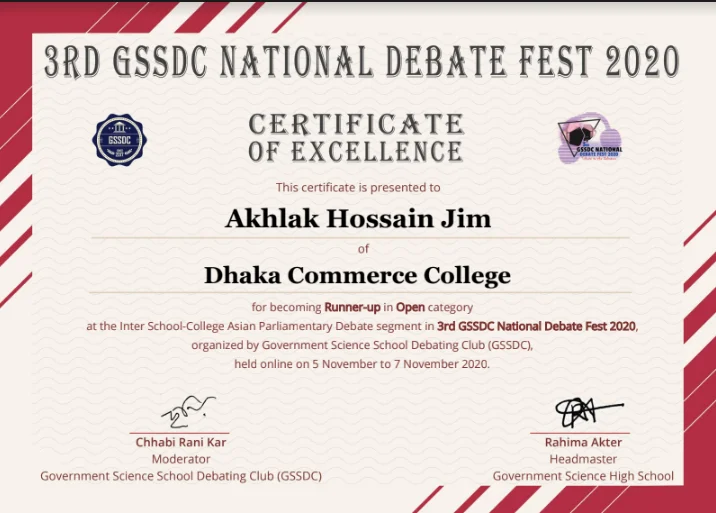 3RD GSSDC NATIONAL DEBATE FEST 2020
CERTIFICATE
OF EXCELLENCE
GSSDC
GSSDC NATIONAL
DEBATE FEST 2020
This certificate is presented to
Akhlak Hossain Jim
of
Dhaka Commerce College
for becoming Runner-up in Open category
at the Inter School-College Asian Parliamentary Debate segment in 3rd GSSDC National Debate Fest 2020,
organized by Government Science School Debating Club (GSSDC),
held online on 5 November to 7 November 2020.
Chhabi Rani Kar
Moderator
Government Science School Debating Club (GSSDC)
Rahima Akter
Headmaster
Government Science High School